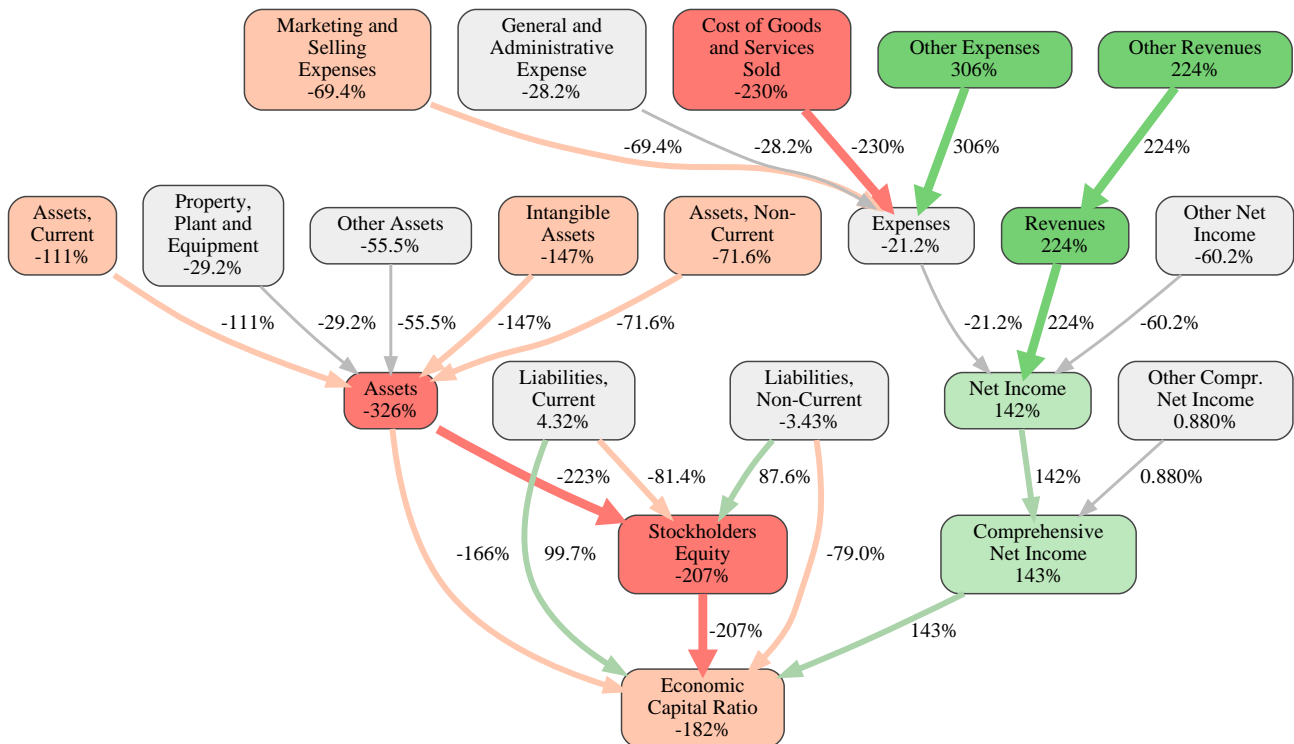 Marketing and
Selling
Expenses
-69.4%
General and
Administrative
Expense
-28.2%
Cost of Goods
and Services
Sold
-230%
Other Expenses
306%
Other Revenues
224%
-69.4%
-28.2%
-230%
306%
224%
Assets,
Current
-111%
Property,
Plant and
Equipment
-29.2%
Other Assets
-55.5%
Intangible
Assets
-147%
Assets, Non-
Current
-71.6%
Expenses
-21.2%
Revenues
224%
Other Net
Income
-60.2%
-111%
-29.2%
-55.5%
-147%
-71.6%
-21.2%
224%
-60.2%
Assets
-326%
Liabilities,
Current
4.32%
Liabilities,
Non-Current
-3.43%
Net Income
142%
Other Compr.
Net Income
0.880%
-223%
-81.4%
87.6%
142%
0.880%
-166%
99.7%
Stockholders
Equity
-207%
-79.0%
Comprehensive
Net Income
143%
-207%
143%
Economic
Capital Ratio
-182%